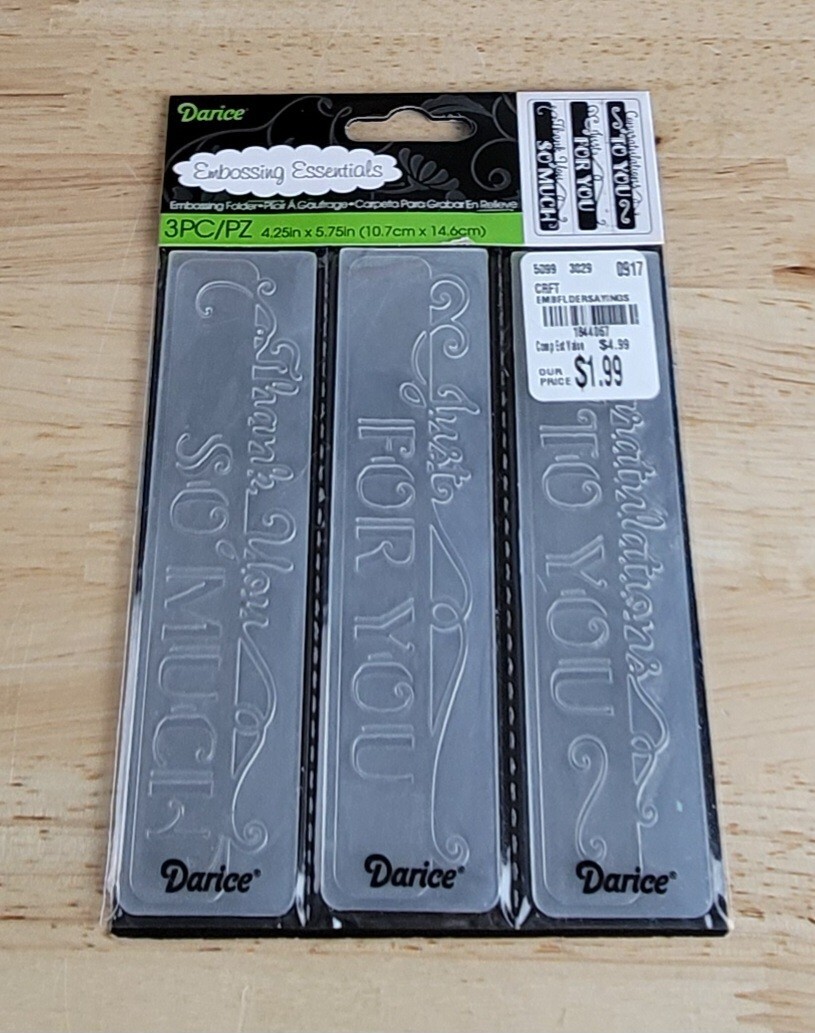 Darice
Embossing Essentials
Embossing Folder•Plioir À Gaufrage•Carpeta Para Grabar En Relieve
3PC/PZ 4.25in x 5.75in (10.7cm x 14.6cm)
Thank You
SO MUCH
Just
FOR YOU
Congratulations
TO YOU
5099 3029 0917
CRFT
EMBFLDERSAYINGS
1844067
Comp Est Value $4.99
OUR
PRICE $1.99
Thank You
SO MUCH
Just
FOR YOU
ratulations
TO YOU
Darice®
Darice®
Darice®